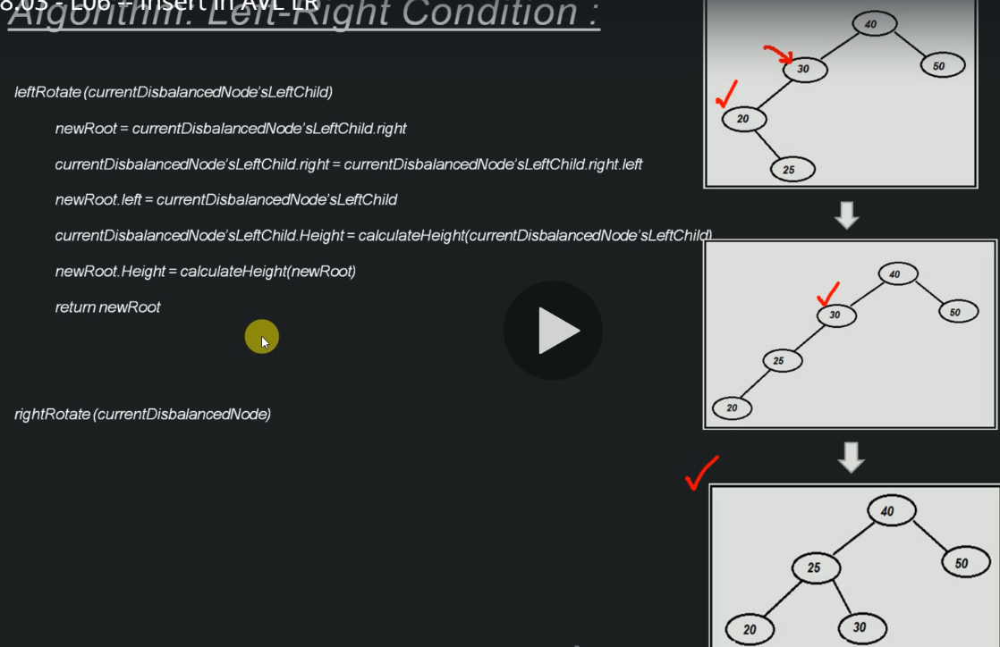 8.03 - L06 -- Insert in AVL LR
Algorithm: Left-Right Condition :
leftRotate (currentDisbalancedNode'sLeftChild)
newRoot = currentDisbalancedNode'sLeftChild.right
currentDisbalancedNode'sLeftChild.right = currentDisbalancedNode'sLeftChild.right.left
newRoot.left = currentDisbalancedNode'sLeftChild
currentDisbalancedNode'sLeftChild.Height = calculateHeight(currentDisbalancedNode'sLeftChild)
newRoot.Height = calculateHeight(newRoot)
return newRoot
rightRotate (currentDisbalancedNode)
40
30
50
20
25
40
30
50
25
20
40
25
50
20
30